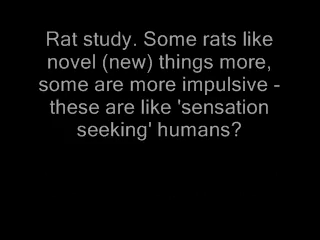 Rat study. Some rats like
novel (new) things more,
some are more impulsive -
these are like 'sensation
seeking' humans?